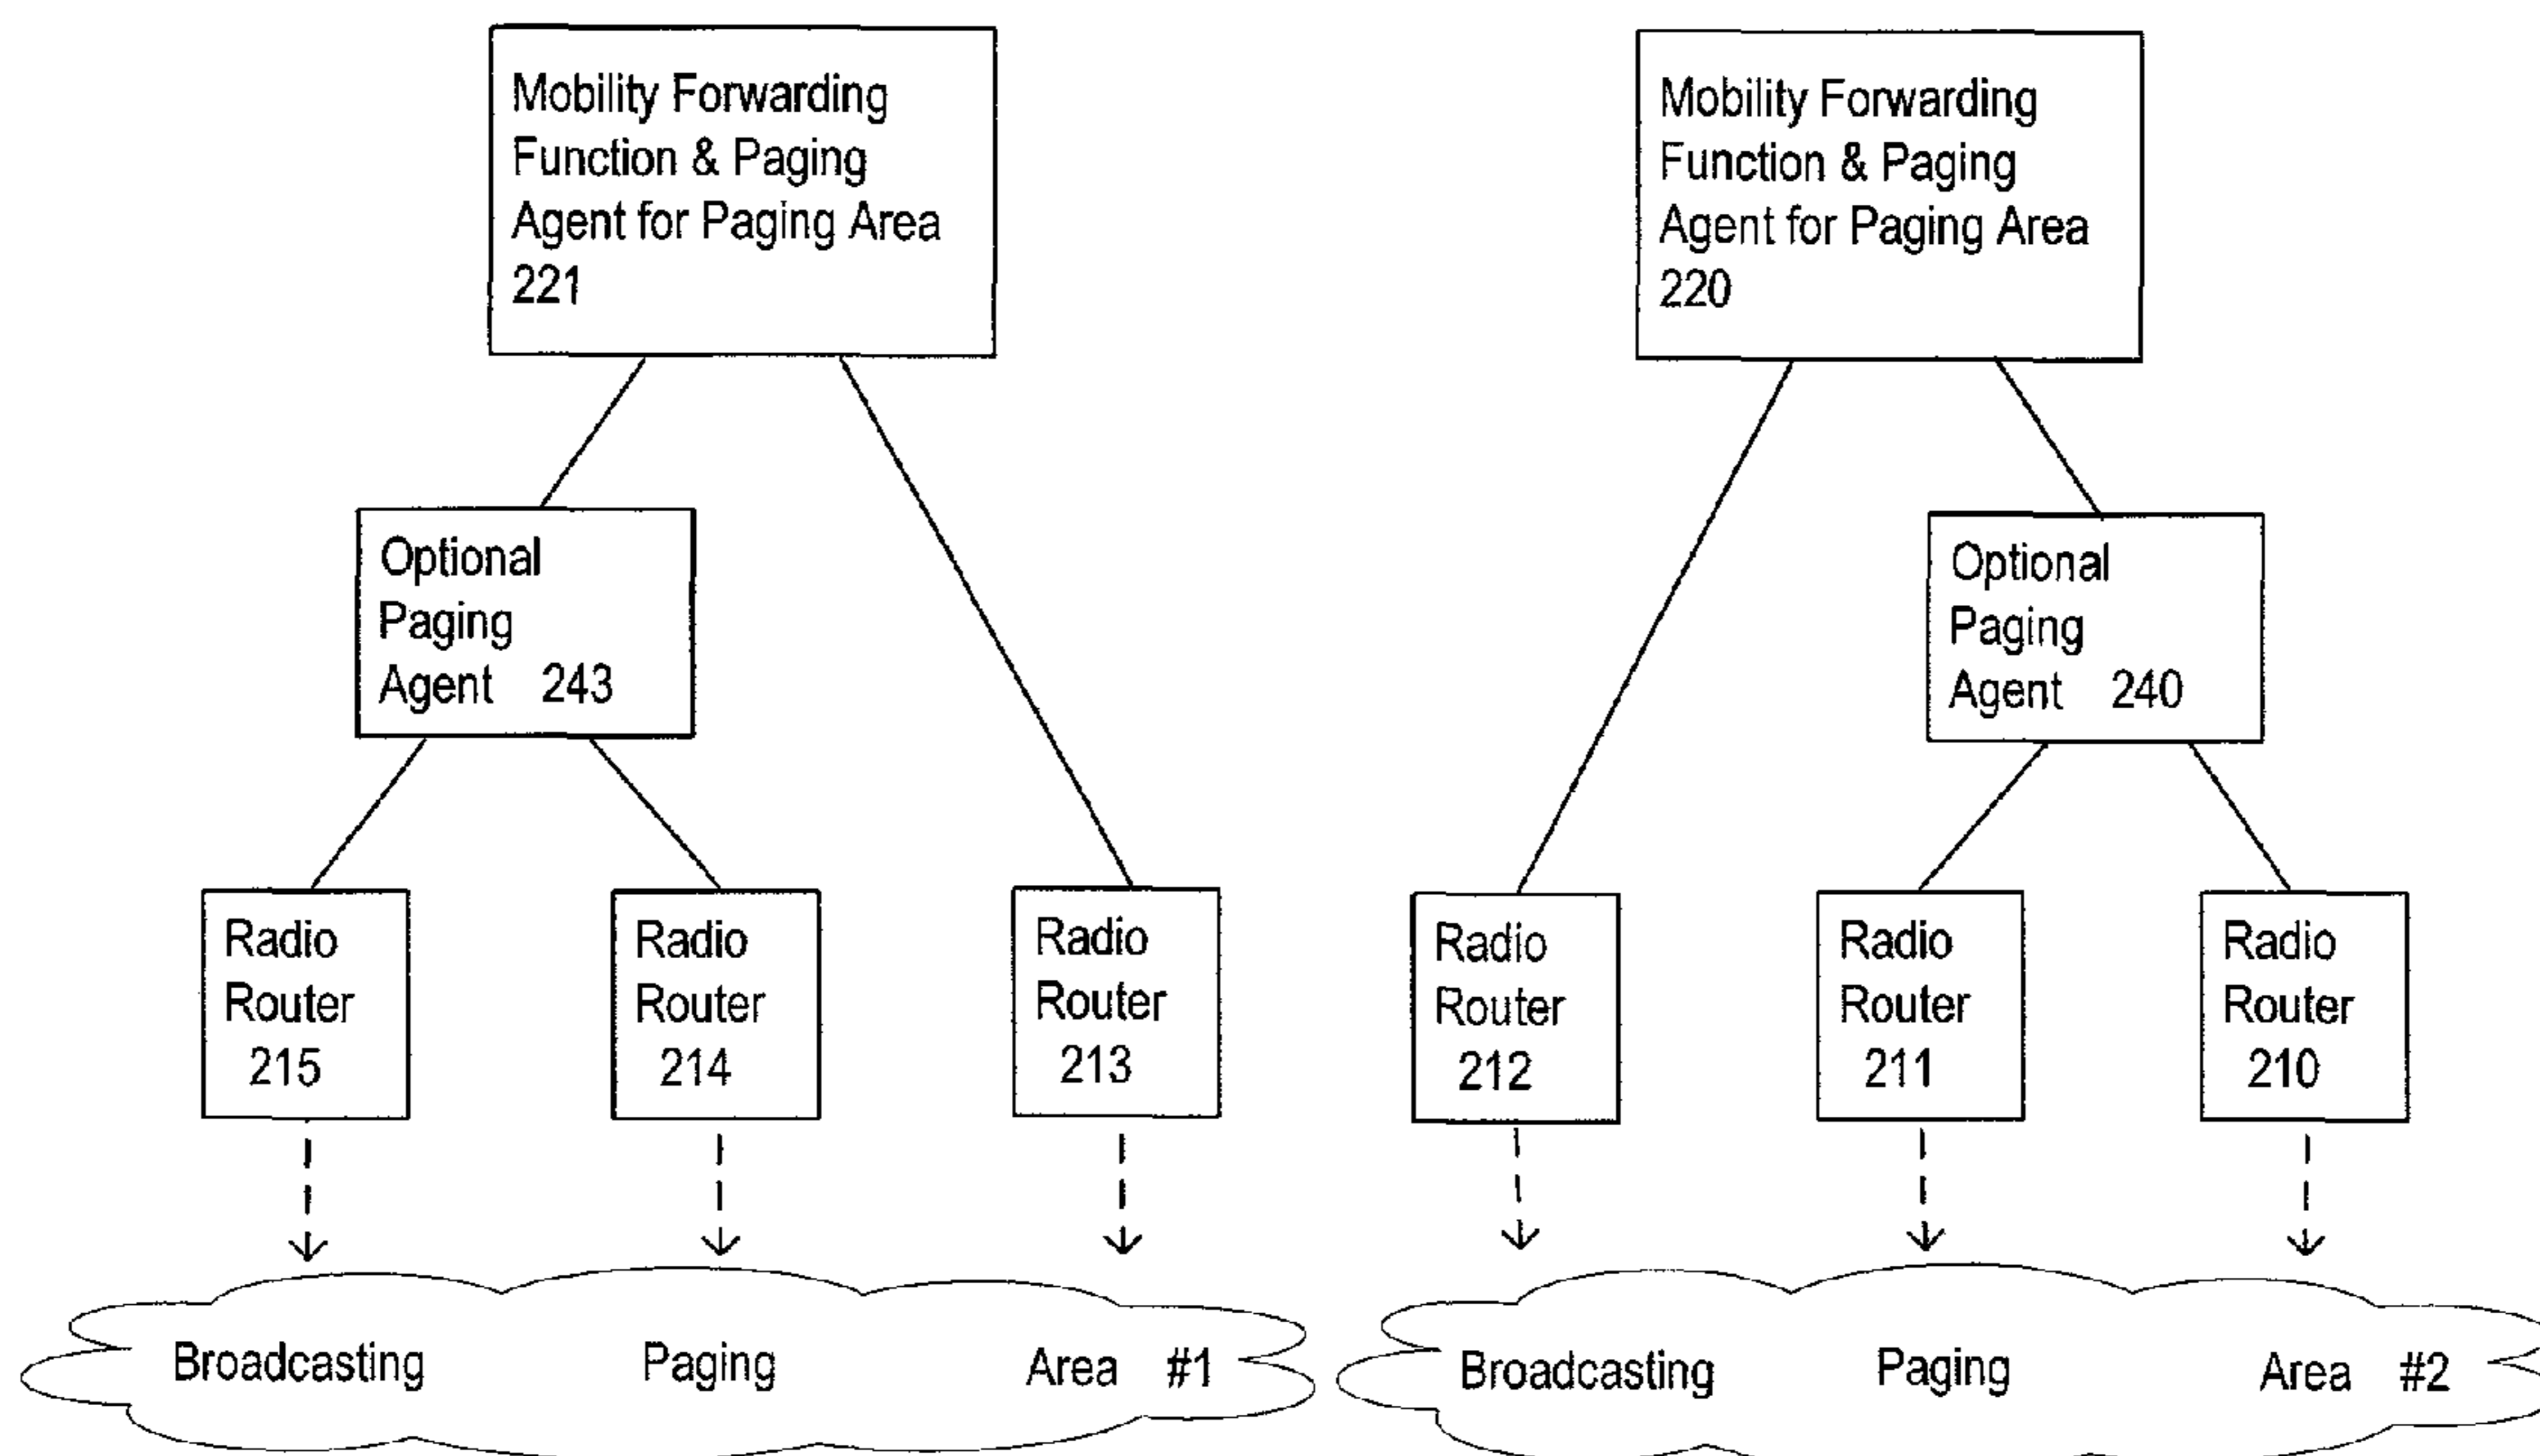 Mobility Forwarding
Function & Paging
Agent for Paging Area
221
Mobility Forwarding
Function & Paging
Agent for Paging Area
220
Optional
Paging
Agent 243
Optional
Paging
Agent 240
Radio
Router
215
Radio
Router
214
Radio
Router
213
Radio
Router
212
Radio
Router
211
Radio
Router
210
Broadcasting Paging Area #1
Broadcasting Paging Area #2